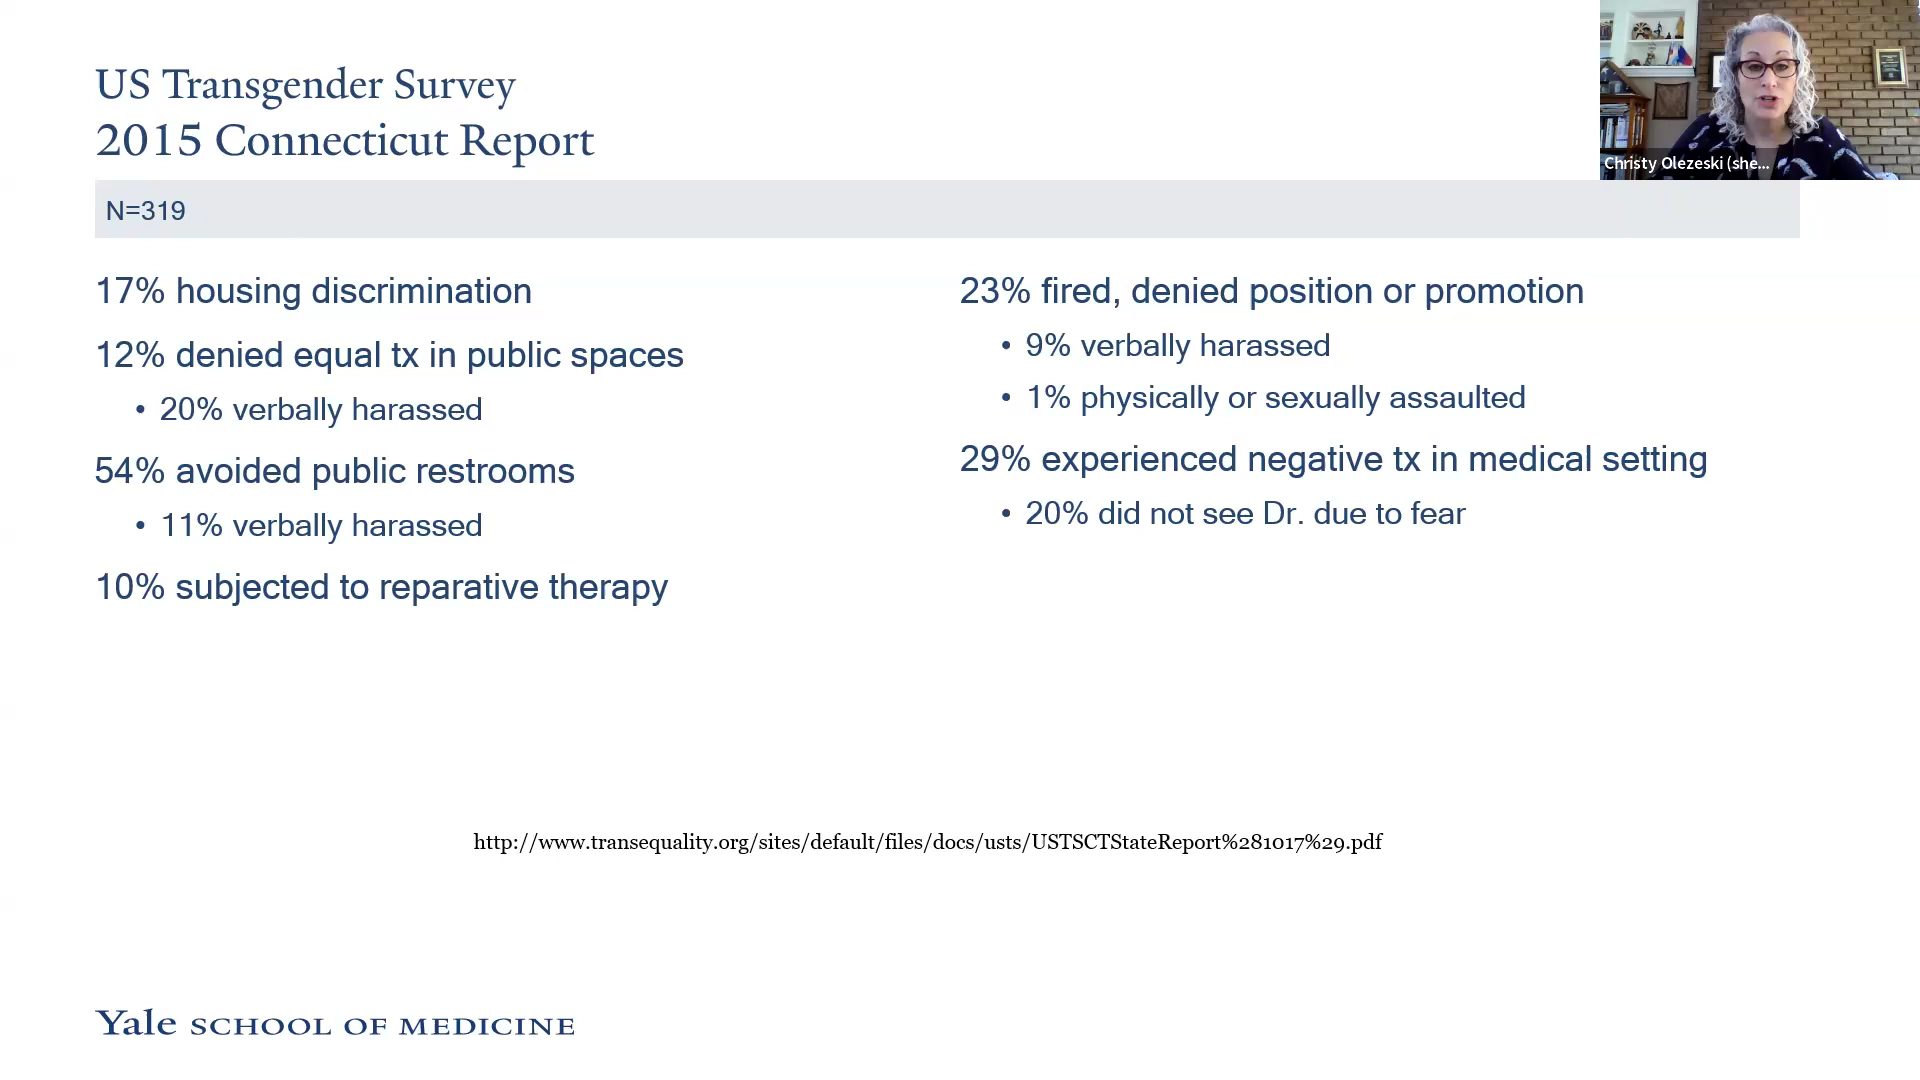 US Transgender Survey
2015 Connecticut Report
Christy Olezeski (she...
N=319
17% housing discrimination
12% denied equal tx in public spaces
• 20% verbally harassed
54% avoided public restrooms
• 11% verbally harassed
10% subjected to reparative therapy
23% fired, denied position or promotion
• 9% verbally harassed
• 1% physically or sexually assaulted
29% experienced negative tx in medical setting
• 20% did not see Dr. due to fear
http://www.transequality.org/sites/default/files/docs/usts/USTSCTStateReport%281017%29.pdf
Yale SCHOOL OF MEDICINE